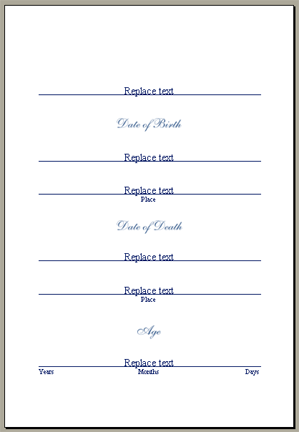 Replace text
Date of Birth
Replace text
Replace text
Place
Date of Death
Replace text
Replace text
Place
Age
Replace text
Years Months Days